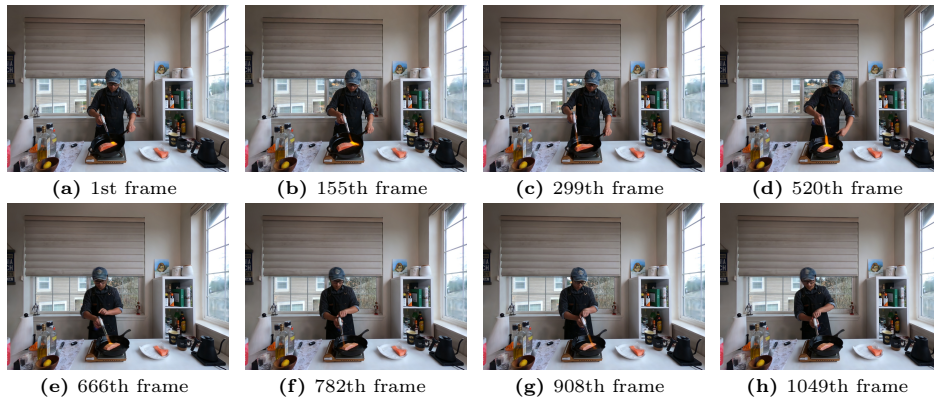 (a) 1st frame
(b) 155th frame
(c) 299th frame
(d) 520th frame
(e) 666th frame
(f) 782th frame
(g) 908th frame
(h) 1049th frame